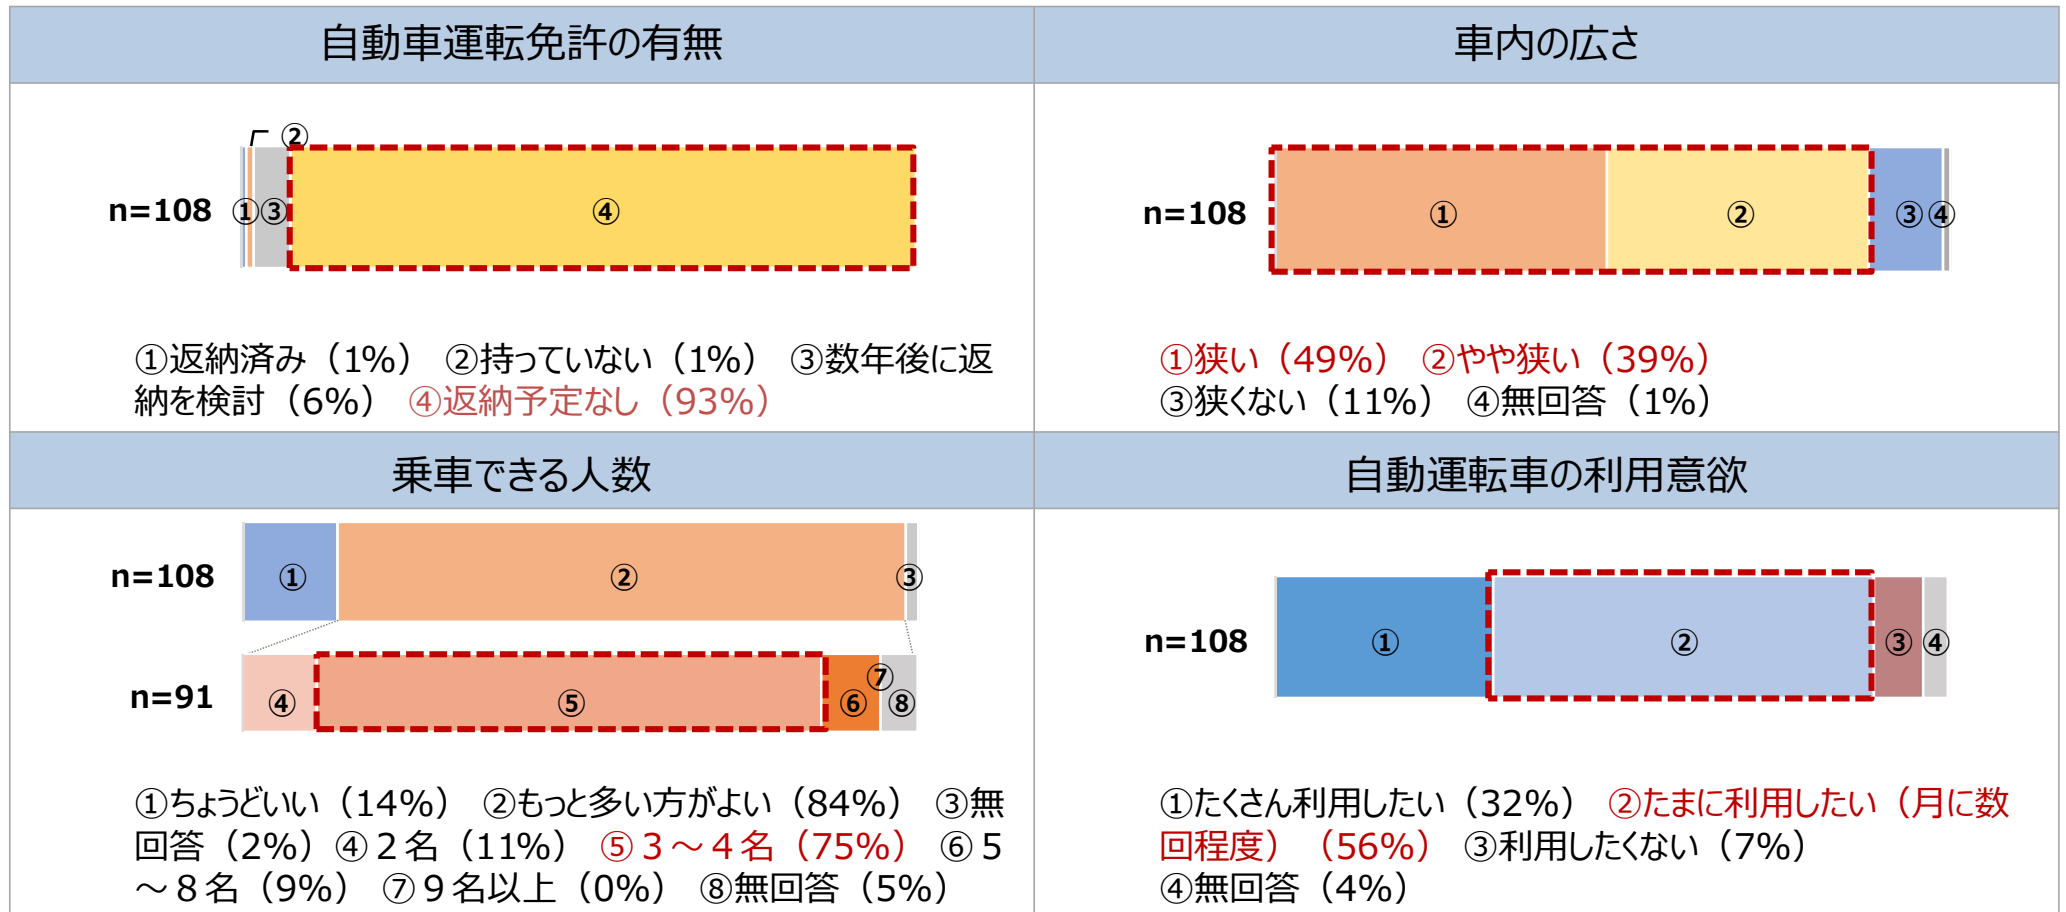 自動車運転免許の有無
②
n=108 ①③ ④
①返納済み（1%） ②持っていない（1%） ③数年後に返
納を検討（6%） ④返納予定なし（93%）
車内の広さ
n=108 ① ② ③④
①狭い（49%） ②やや狭い（39%）
③狭くない（11%） ④無回答（1%）
乗車できる人数
n=108 ① ② ③
n=91 ④ ⑤ ⑥ ⑦ ⑧
①ちょうどいい（14%） ②もっと多い方がよい（84%） ③無
回答（2%）④２名（11%） ⑤３～４名（75%） ⑥５
～８名（9%） ⑦９名以上（0%） ⑧無回答（5%）
自動運転車の利用意欲
n=108 ① ② ③ ④
①たくさん利用したい（32%） ②たまに利用したい（月に数
回程度）（56%） ③利用したくない（7%）
④無回答（4%）